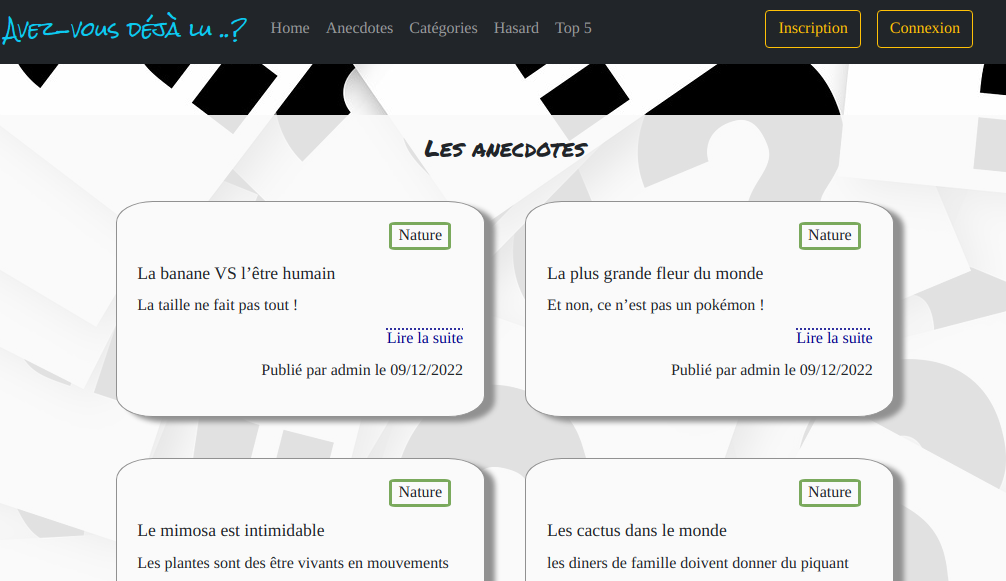 Avez-vous déjà lu ..?
Home Anecdotes Catégories Hasard Top 5
Inscription Connexion
Les anecdotes
Nature
La banane VS l’être humain
La taille ne fait pas tout !
Lire la suite
Publié par admin le 09/12/2022
Nature
La plus grande fleur du monde
Et non, ce n’est pas un pokémon !
Lire la suite
Publié par admin le 09/12/2022
Nature
Le mimosa est intimidable
Les plantes sont des être vivants en mouvements
Nature
Les cactus dans le monde
les diners de famille doivent donner du piquant